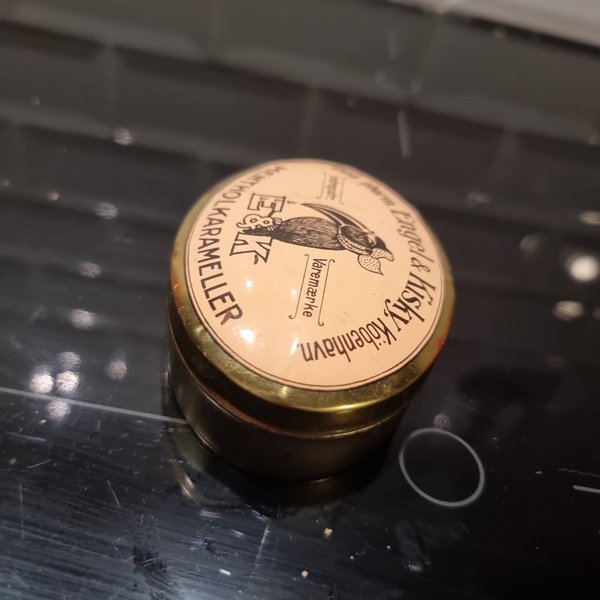 Engel & Kisky, København
Varemærke
E&K
MENTHOLKARAMELLER